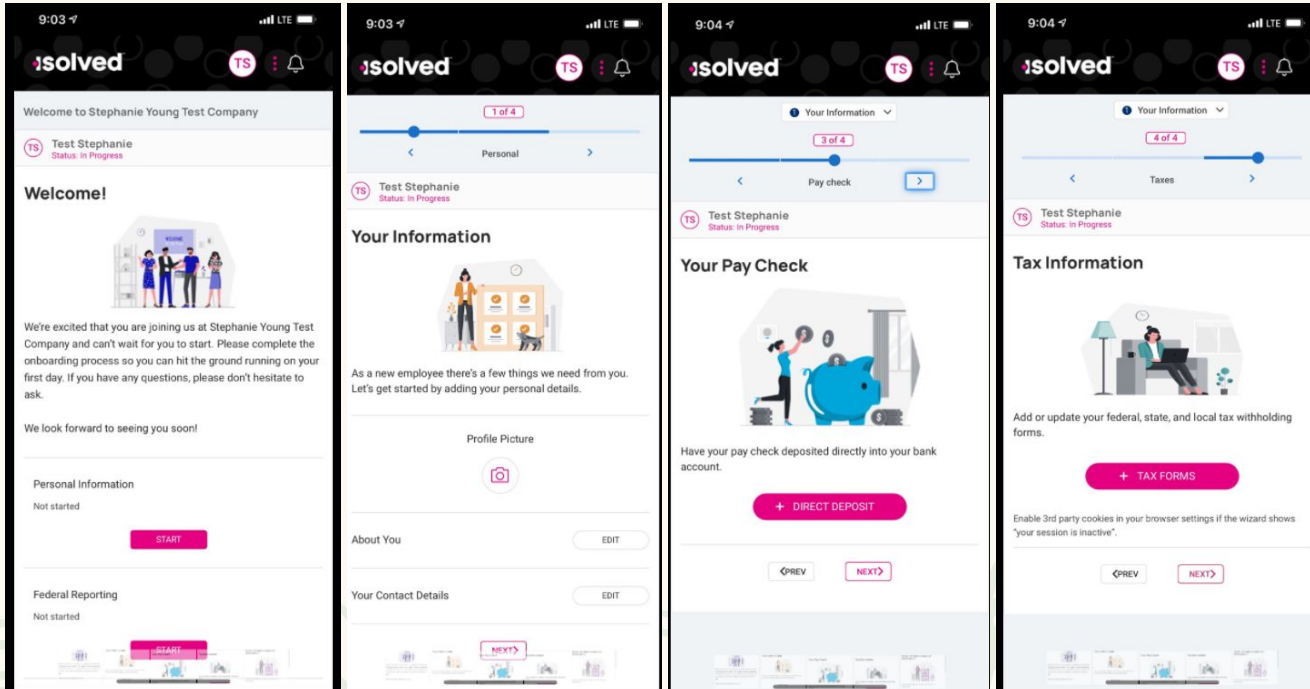 9:03
LTE
isolved
TS
Welcome to Stephanie Young Test Company
TS
Test Stephanie
Status: In Progress
Welcome!
We're excited that you are joining us at Stephanie Young Test
Company and can't wait for you to start. Please complete the
onboarding process so you can hit the ground running on your
first day. If you have any questions, please don't hesitate to
ask.
We look forward to seeing you soon!
Personal Information
Not started
START
Federal Reporting
Not started
START
9:03
LTE
isolved
TS
1 of 4
Personal
TS
Test Stephanie
Status: In Progress
Your Information
As a new employee there's a few things we need from you.
Let's get started by adding your personal details.
Profile Picture
About You
EDIT
Your Contact Details
EDIT
NEXT
9:04
LTE
isolved
TS
1 Your Information
3 of 4
Pay check
TS
Test Stephanie
Status: In Progress
Your Pay Check
Have your pay check deposited directly into your bank
account.
+ DIRECT DEPOSIT
PREV
NEXT
9:04
LTE
isolved
TS
1 Your Information
4 of 4
Taxes
TS
Test Stephanie
Status: In Progress
Tax Information
Add or update your federal, state, and local tax withholding
forms.
+ TAX FORMS
Enable 3rd party cookies in your browser settings if the wizard shows
"your session is inactive".
PREV
NEXT